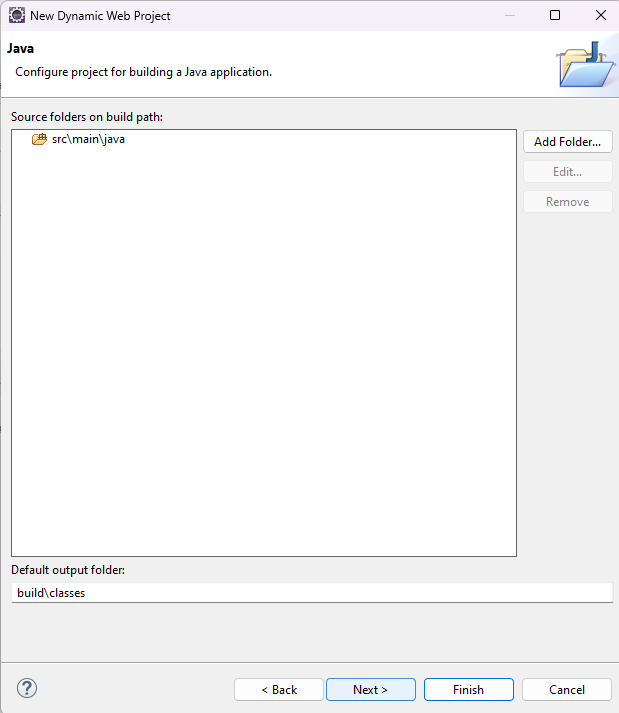 New Dynamic Web Project
Java
Configure project for building a Java application.
Source folders on build path:
src\main\java
Add Folder...
Edit...
Remove
Default output folder:
build\classes
?
< Back
Next >
Finish
Cancel